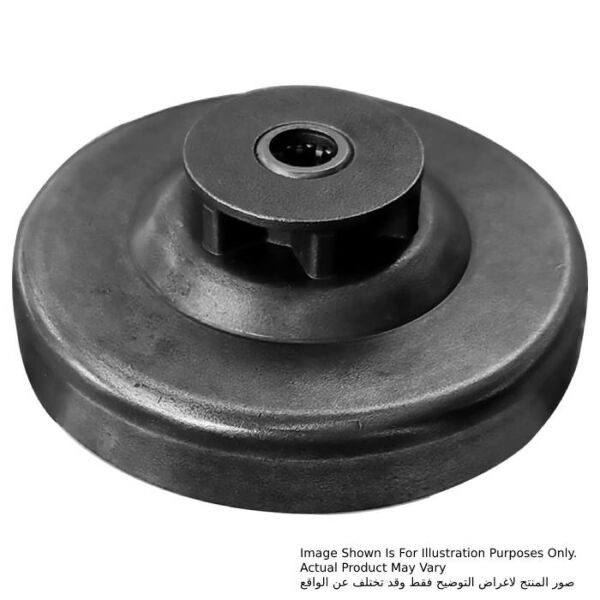 Image Shown Is For Illustration Purposes Only.
Actual Product May Vary
صور المنتج لاغراض التوضيح فقط وقد تختلف عن الواقع